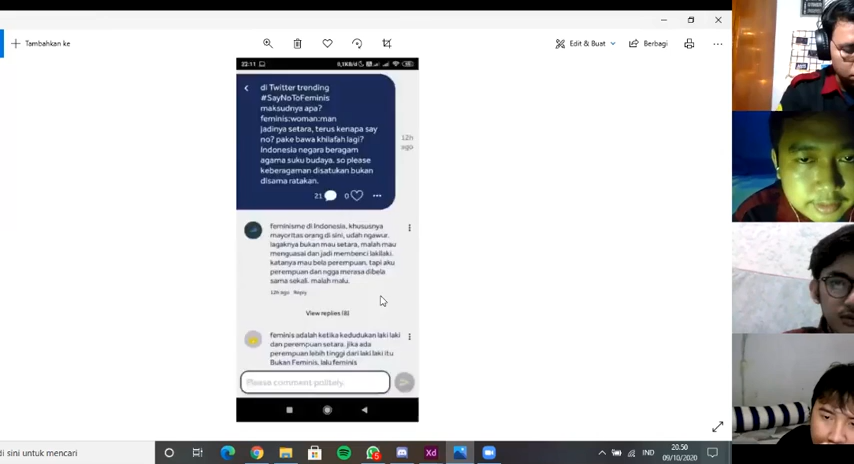 Tambahkan ke
Edit & Buat
Berbagi
22:11
di Twitter trending
#SayNoToFeminis
maksudnya apa?
feminis:woman:man
jadinya setara, terus kenapa say
no? pake bawa khilafah lagi?
Indonesia negara beragam
agama suku budaya. so please
keberagaman disatukan bukan
disama ratakan.
12h
ago
21
0
feminisme di Indonesia, khususnya
mayoritas orang di sini, udah ngawur.
lagaknya bukan mau setara, malah mau
menguasai dan jadi membenci lakilaki.
katanya mau bela perempuan, tapi aku
perempuan dan ngga merasa dibela
sama sekali. malah malu.
12h ago Reply
View replies (8)
feminis adalah ketika kedudukan laki laki
dan perempuan setara. jika ada
perempuan lebih tinggi dari laki laki itu
Bukan Feminis. lalu feminis
Please comment politely.
di sini untuk mencari
Xd
IND
20.50
09/10/2020